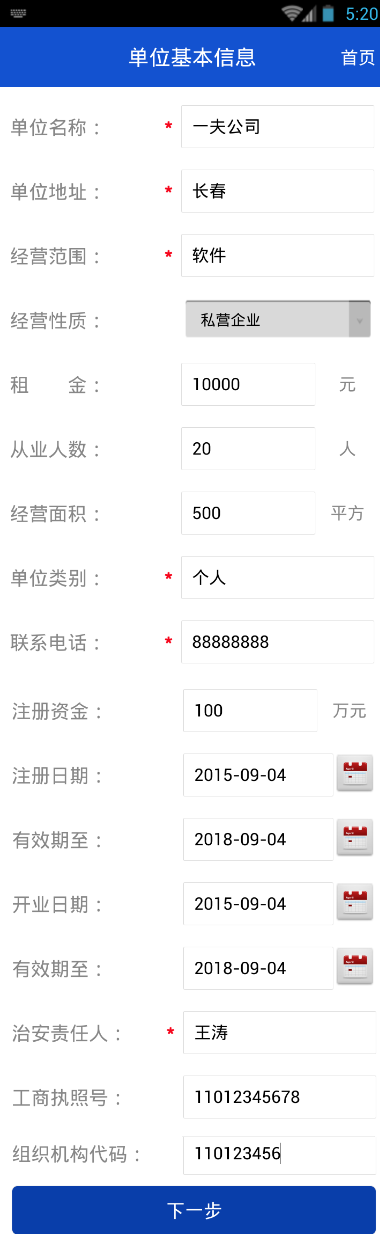 5:20
单位基本信息 首页
单位名称： * 一夫公司
单位地址： * 长春
经营范围： * 软件
经营性质： 私营企业
租 金： 10000 元
从业人数： 20 人
经营面积： 500 平方
单位类别： * 个人
联系电话： * 88888888
注册资金： 100 万元
注册日期： 2015-09-04
有效期至： 2018-09-04
开业日期： 2015-09-04
有效期至： 2018-09-04
治安责任人： * 王涛
工商执照号： 11012345678
组织机构代码： 110123456
下一步